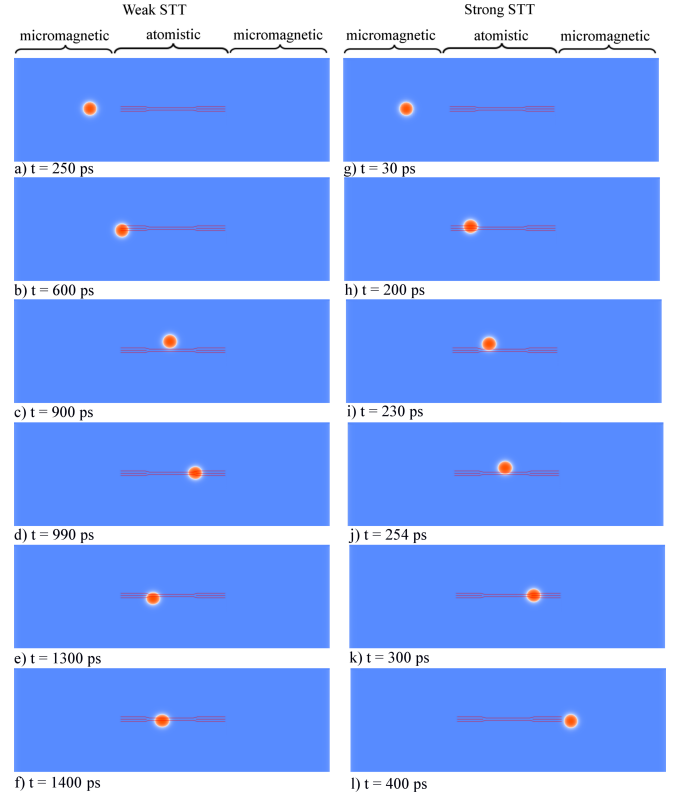 Weak STT
Strong STT
micromagnetic atomistic micromagnetic
micromagnetic atomistic micromagnetic
a) t = 250 ps
g) t = 30 ps
b) t = 600 ps
h) t = 200 ps
c) t = 900 ps
i) t = 230 ps
d) t = 990 ps
j) t = 254 ps
e) t = 1300 ps
k) t = 300 ps
f) t = 1400 ps
l) t = 400 ps